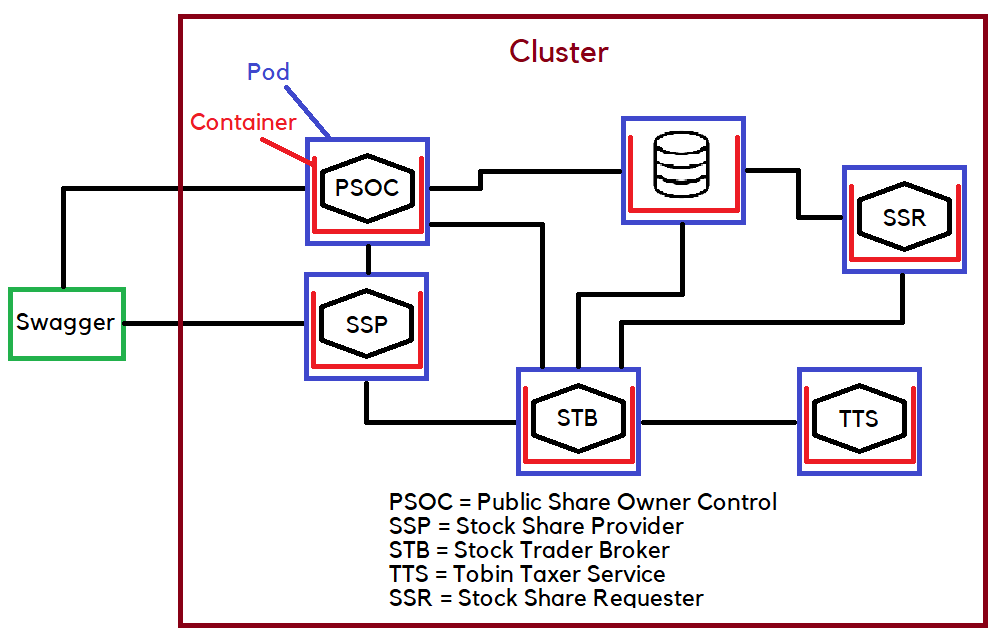 Cluster
Pod
Container
PSOC
SSR
Swagger
SSP
STB
TTS
PSOC = Public Share Owner Control
SSP = Stock Share Provider
STB = Stock Trader Broker
TTS = Tobin Taxer Service
SSR = Stock Share Requester